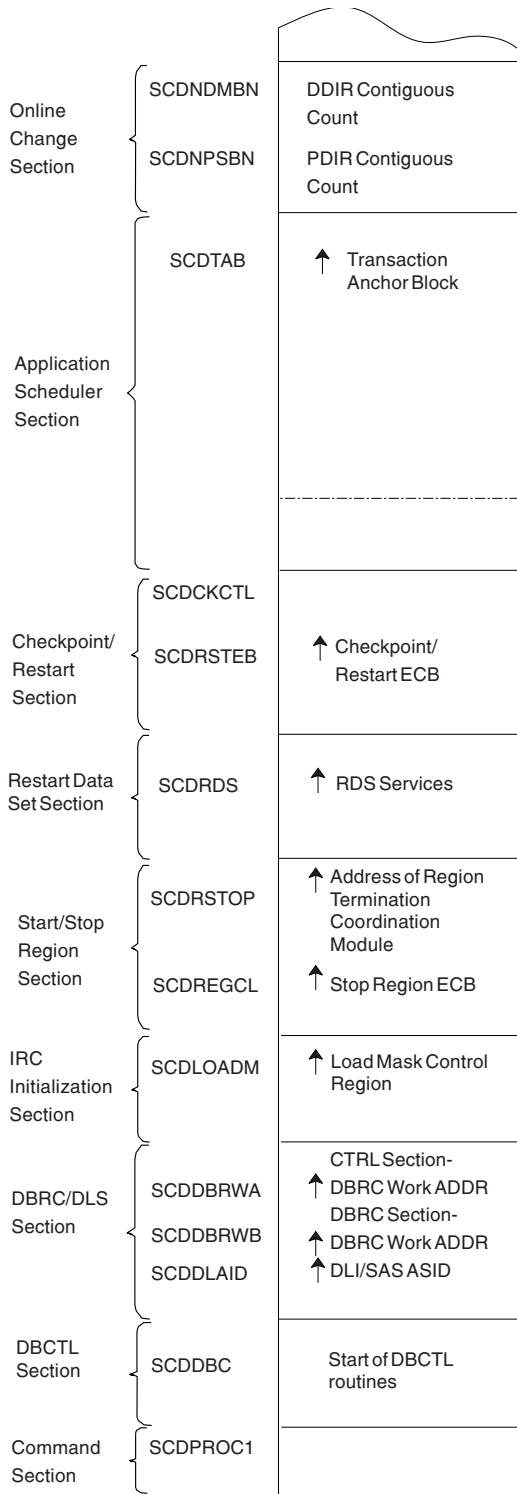 Online
Change
Section
SCDNDMBN
DDIR Contiguous
Count
SCDNPSBN
PDIR Contiguous
Count
Application
Scheduler
Section
SCDTAB
Transaction
Anchor Block
Checkpoint/
Restart
Section
SCDCKCTL
SCDRSTEB
Checkpoint/
Restart ECB
Restart Data
Set Section
SCDRDS
RDS Services
Start/Stop
Region
Section
SCDRSTOP
Address of Region
Termination
Coordination
Module
SCDREGCL
Stop Region ECB
IRC
Initialization
Section
SCDLOADM
Load Mask Control
Region
DBRC/DLS
Section
SCDDBRWA
CTRL Section-
DBRC Work ADDR
SCDDBRWB
DBRC Section-
DBRC Work ADDR
SCDDLAID
DLI/SAS ASID
DBCTL
Section
SCDDBC
Start of DBCTL
routines
Command
Section
SCDPROC1